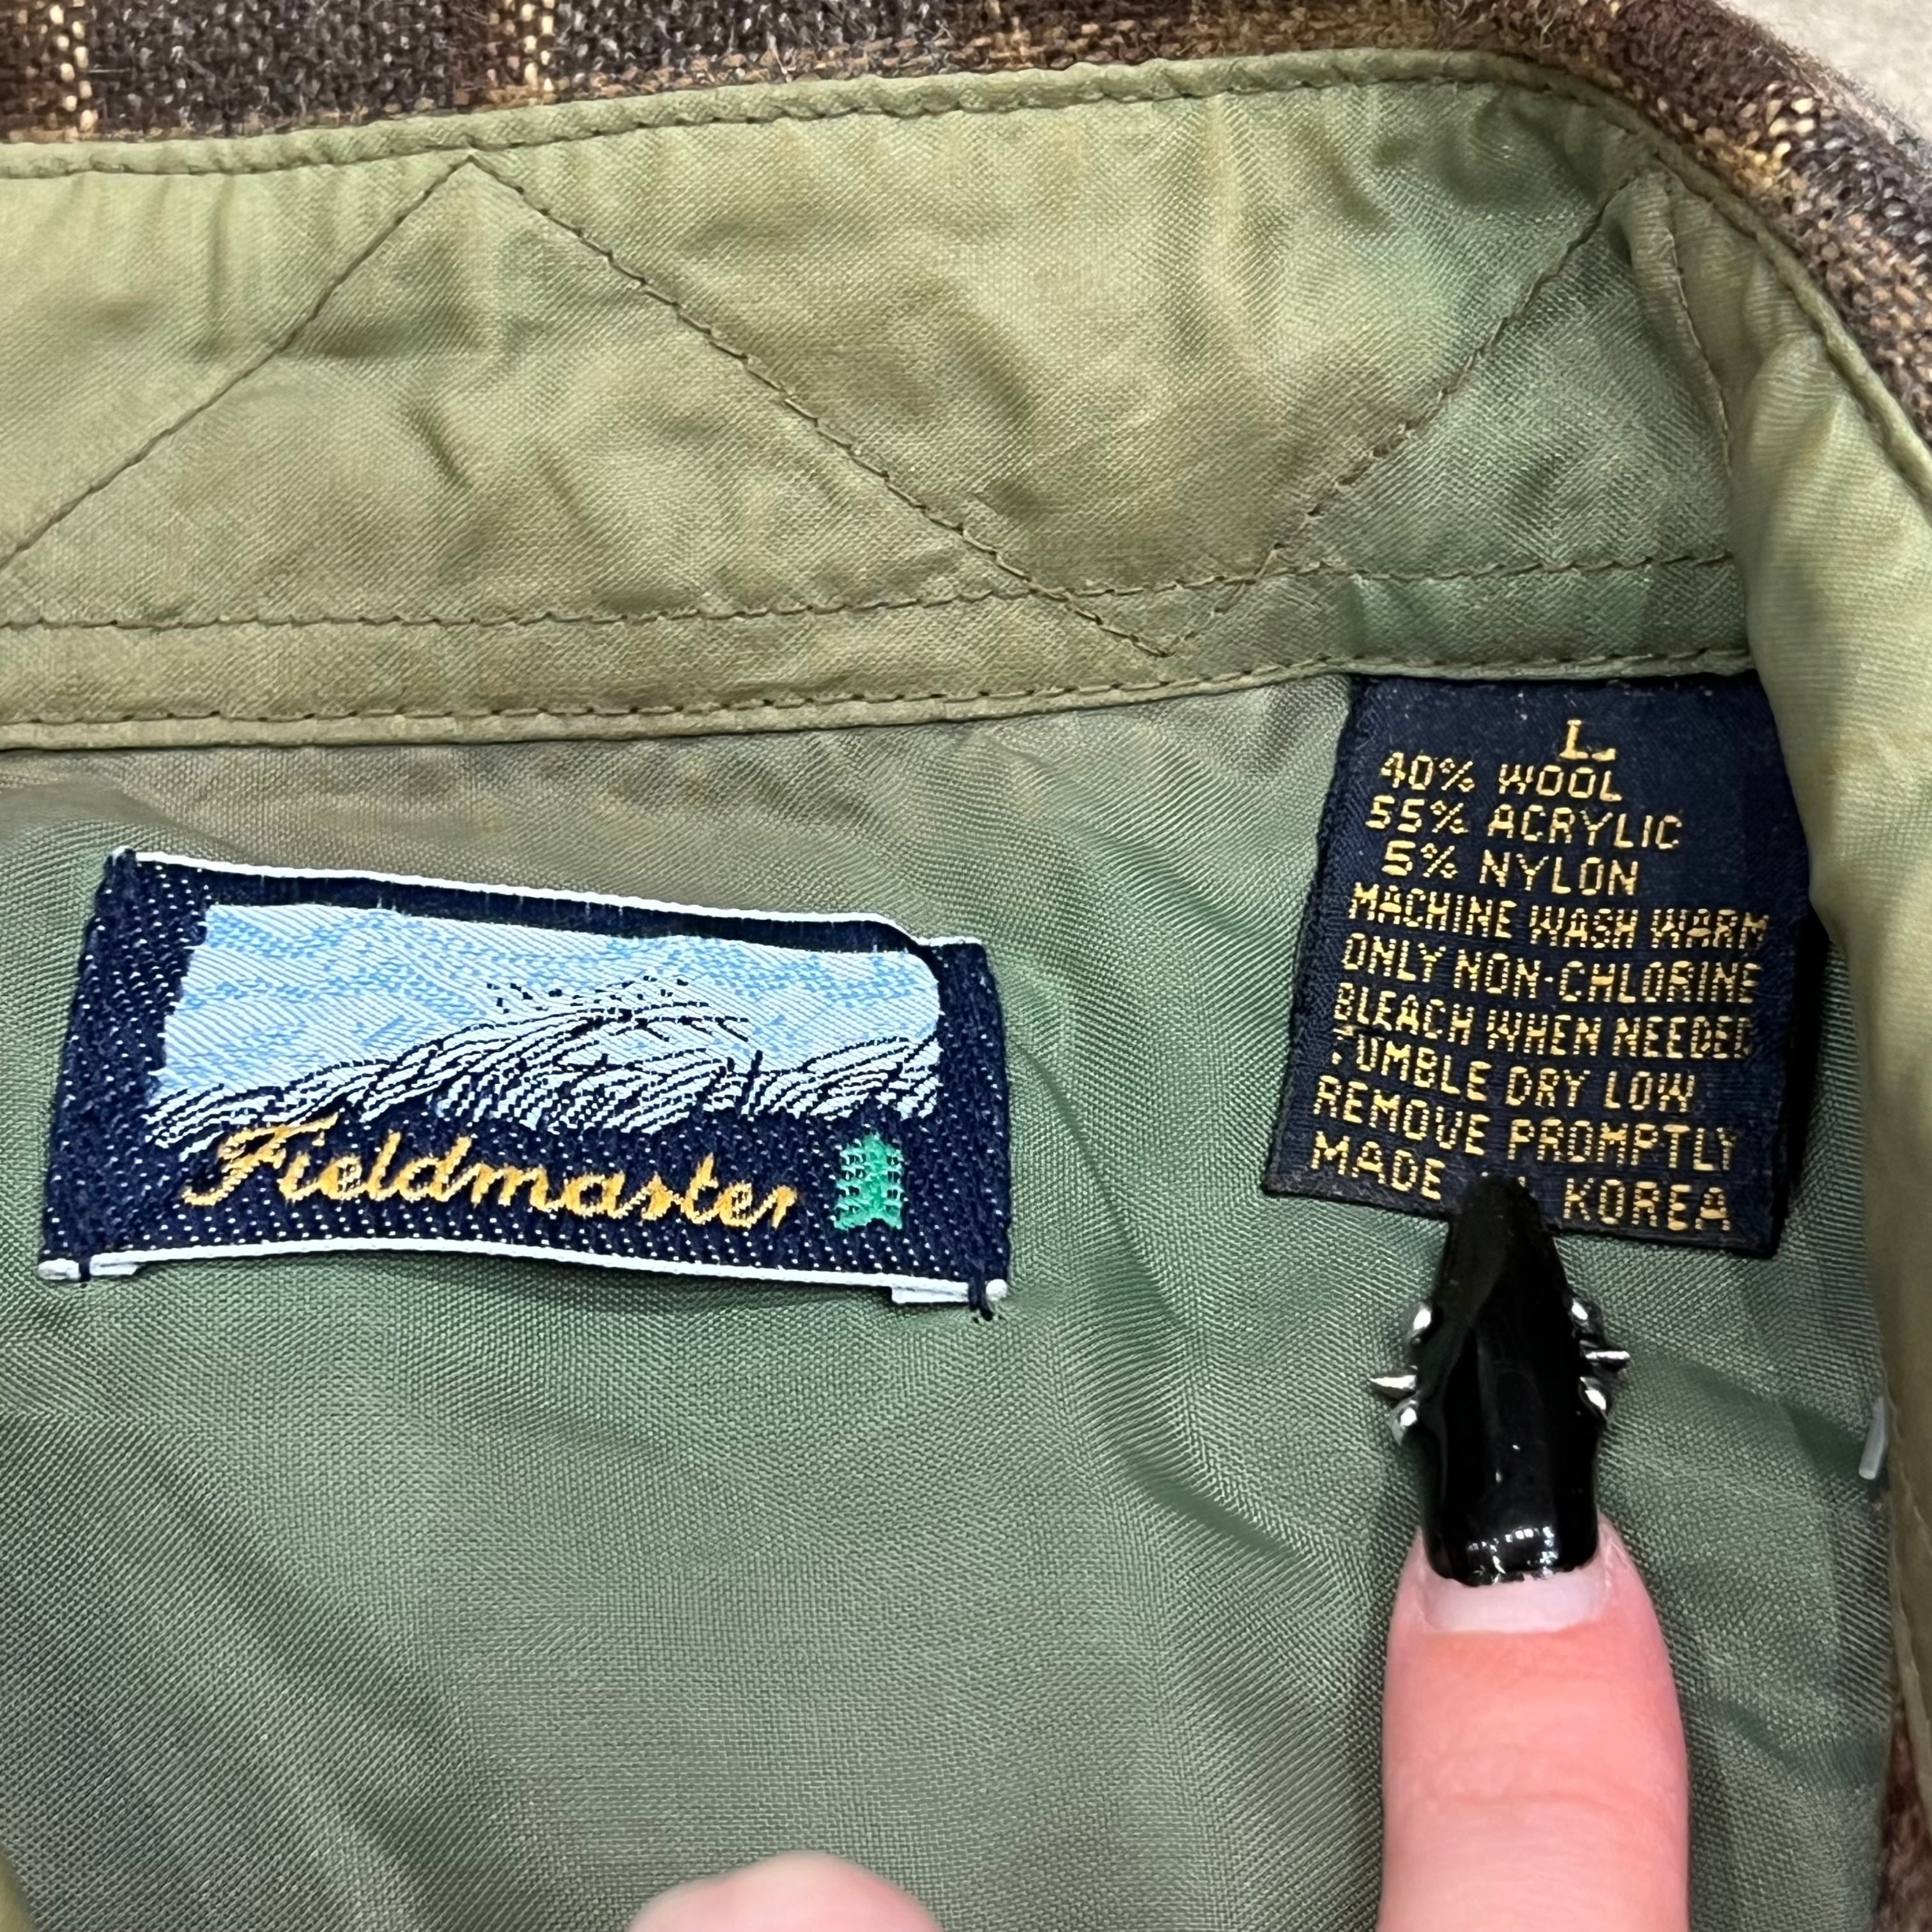 Fieldmaster
L
40% WOOL
55% ACRYLIC
5% NYLON
MACHINE WASH WARM
ONLY NON-CHLORINE
BLEACH WHEN NEEDED
TUMBLE DRY LOW
REMOVE PROMPTLY
MADE KOREA